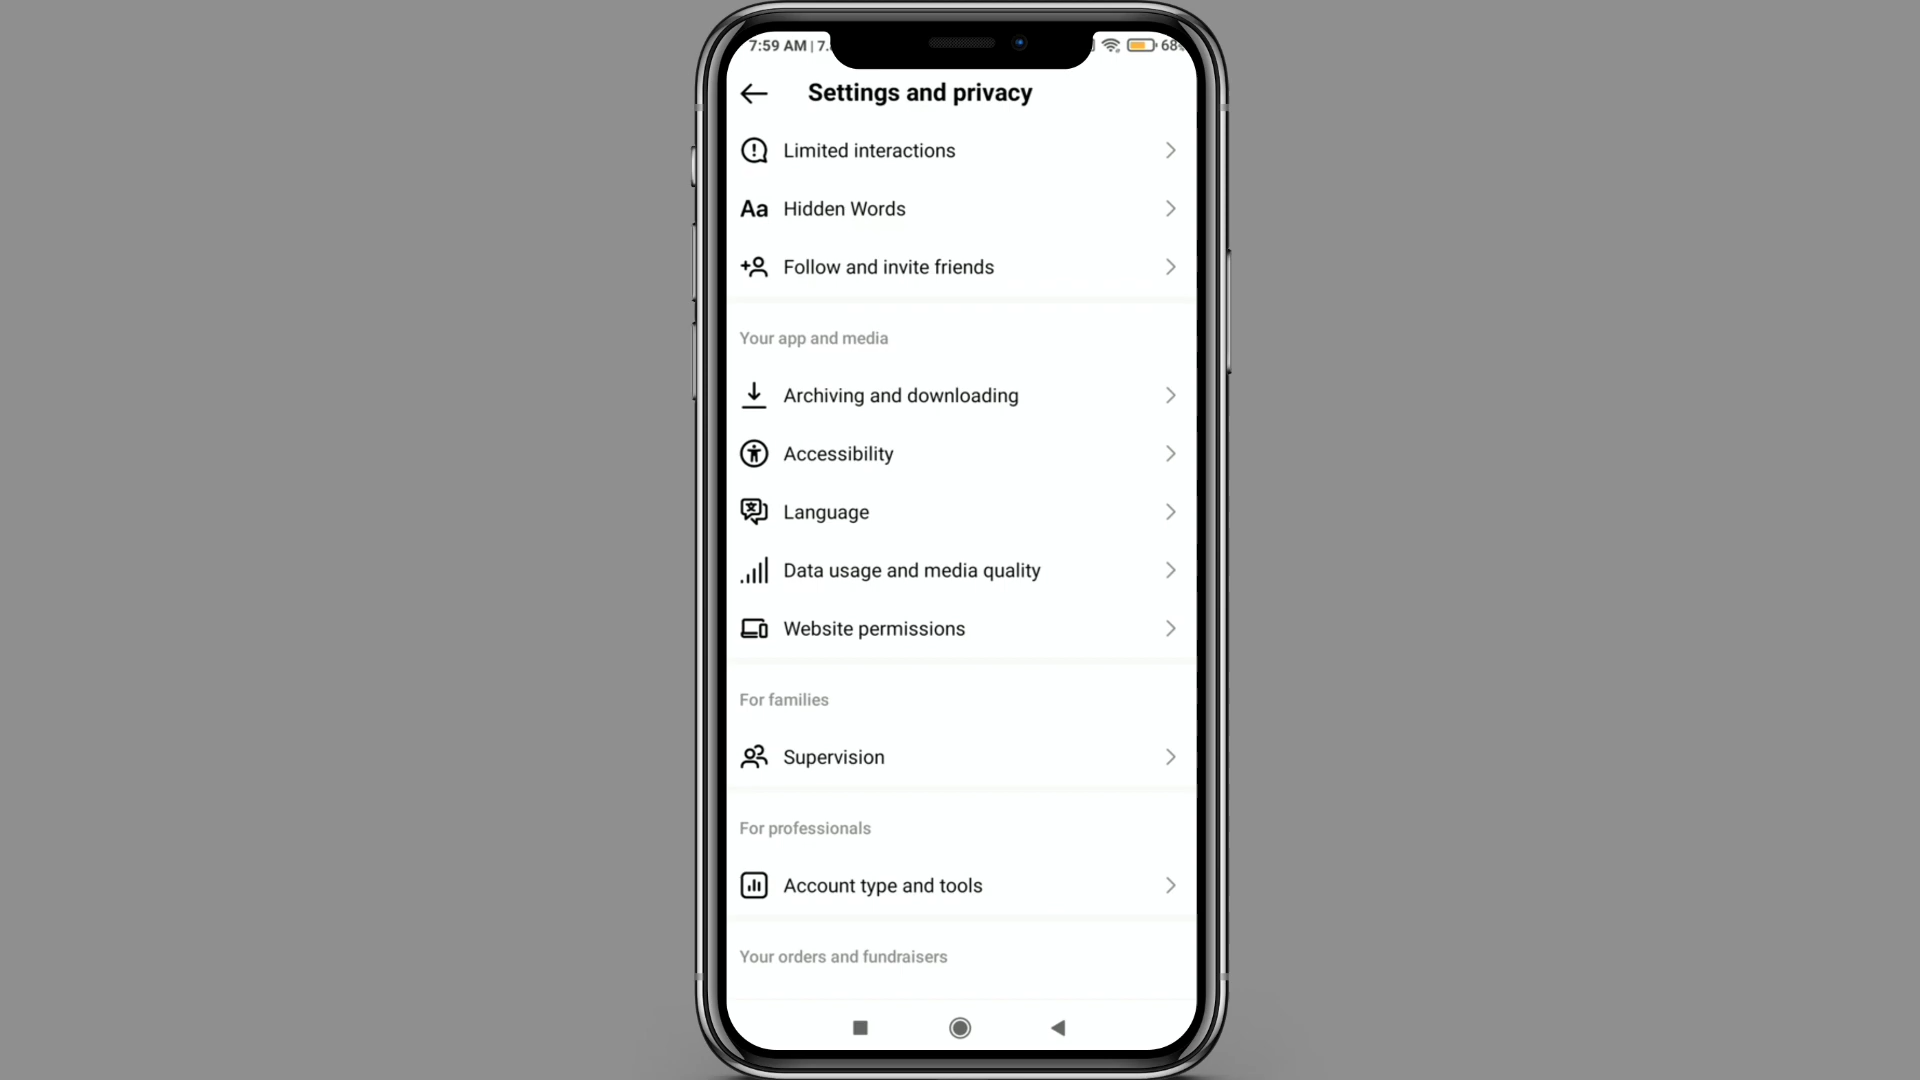 7:59 AM | 7.
68%
Settings and privacy
Limited interactions
Aa Hidden Words
Follow and invite friends
Your app and media
Archiving and downloading
Accessibility
Language
Data usage and media quality
Website permissions
For families
Supervision
For professionals
Account type and tools
Your orders and fundraisers